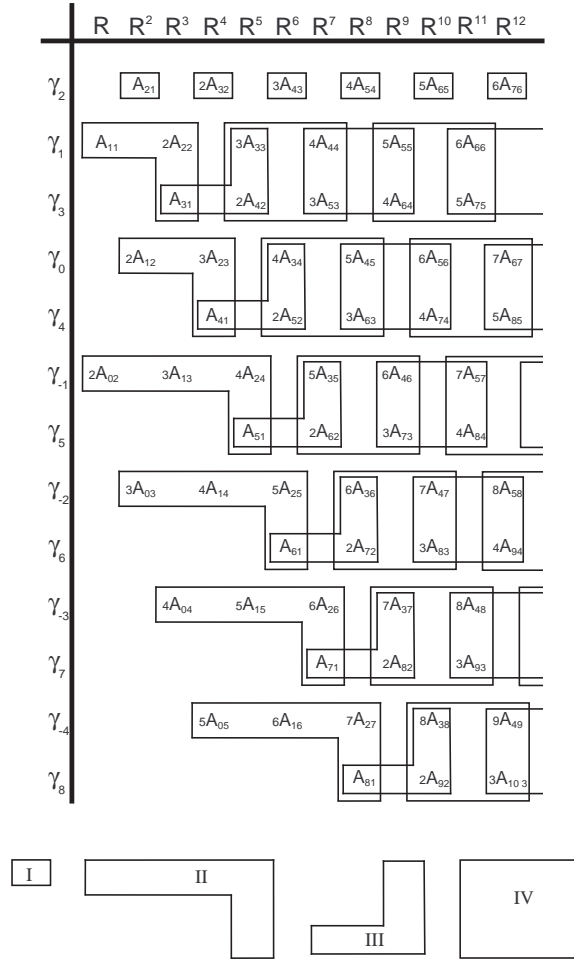 R R² R³ R⁴ R⁵ R⁶ R⁷ R⁸ R⁹ R¹⁰ R¹¹ R¹²
γ₂ A₂₁ 2A₃₂ 3A₄₃ 4A₅₄ 5A₆₅ 6A₇₆
γ₁ A₁₁ 2A₂₂ 3A₃₃ 4A₄₄ 5A₅₅ 6A₆₆
γ₃ A₃₁ 2A₄₂ 3A₅₃ 4A₆₄ 5A₇₅
γ₀ 2A₁₂ 3A₂₃ 4A₃₄ 5A₄₅ 6A₅₆ 7A₆₇
γ₄ A₄₁ 2A₅₂ 3A₆₃ 4A₇₄ 5A₈₅
γ₋₁ 2A₀₂ 3A₁₃ 4A₂₄ 5A₃₅ 6A₄₆ 7A₅₇
γ₅ A₅₁ 2A₆₂ 3A₇₃ 4A₈₄
γ₋₂ 3A₀₃ 4A₁₄ 5A₂₅ 6A₃₆ 7A₄₇ 8A₅₈
γ₆ A₆₁ 2A₇₂ 3A₈₃ 4A₉₄
γ₋₃ 4A₀₄ 5A₁₅ 6A₂₆ 7A₃₇ 8A₄₈
γ₇ A₇₁ 2A₈₂ 3A₉₃
γ₋₄ 5A₀₅ 6A₁₆ 7A₂₇ 8A₃₈ 9A₄₉
γ₈ A₈₁ 2A₉₂ 3A₁₀ ₃
I II III IV